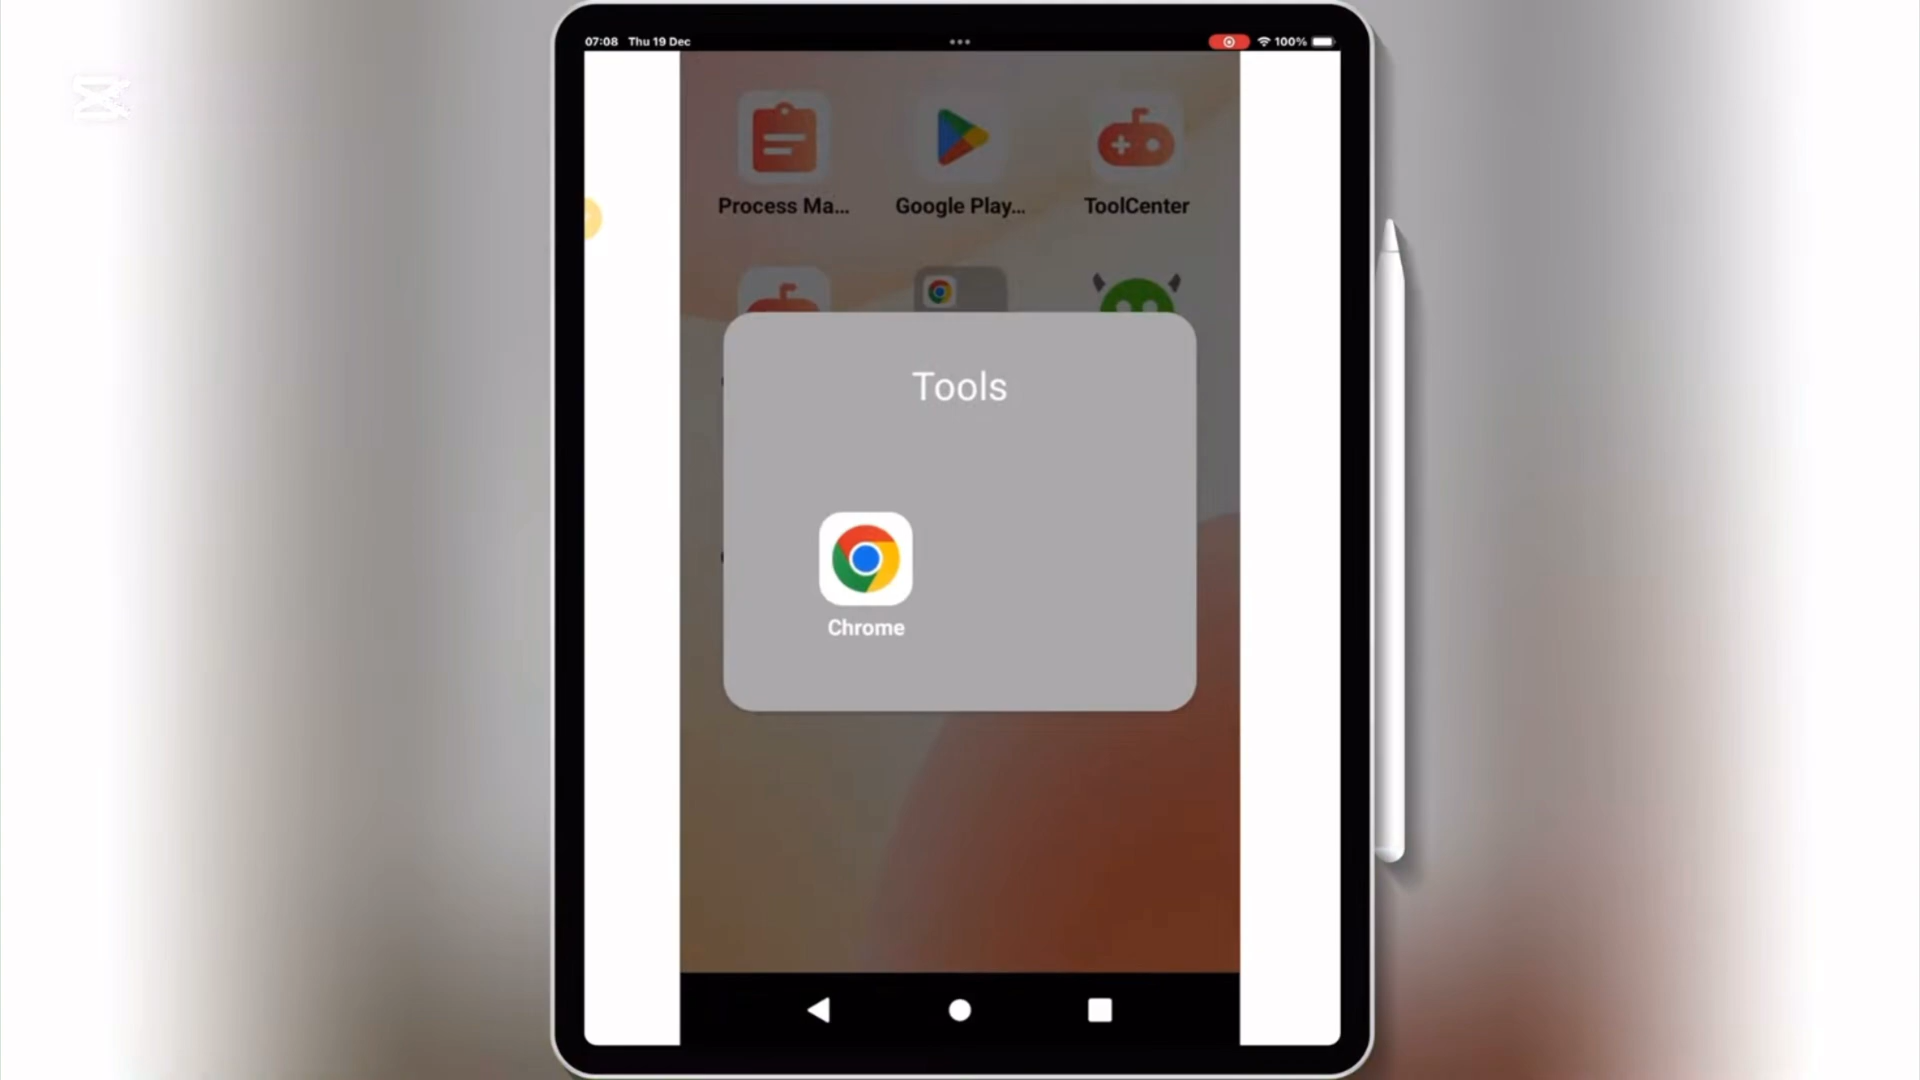 07:08 Thu 19 Dec
100%
Process Ma... Google Play... ToolCenter
Tools
Chrome